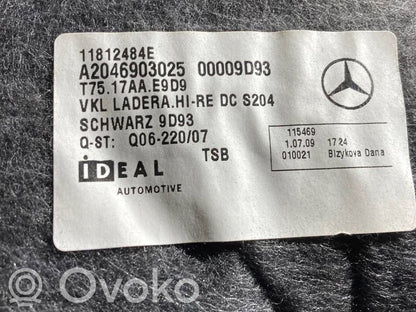 11812484E
A2046903025 00009D93
T75.17AA.E9D9
VKL LADERA.HI-RE DC S204
SCHWARZ 9D93
Q-ST: Q06-220/07
TSB
iDEAL
AUTOMOTIVE
115469
1.07.09 17 24
010021 Blzykova Dana
Ovoko